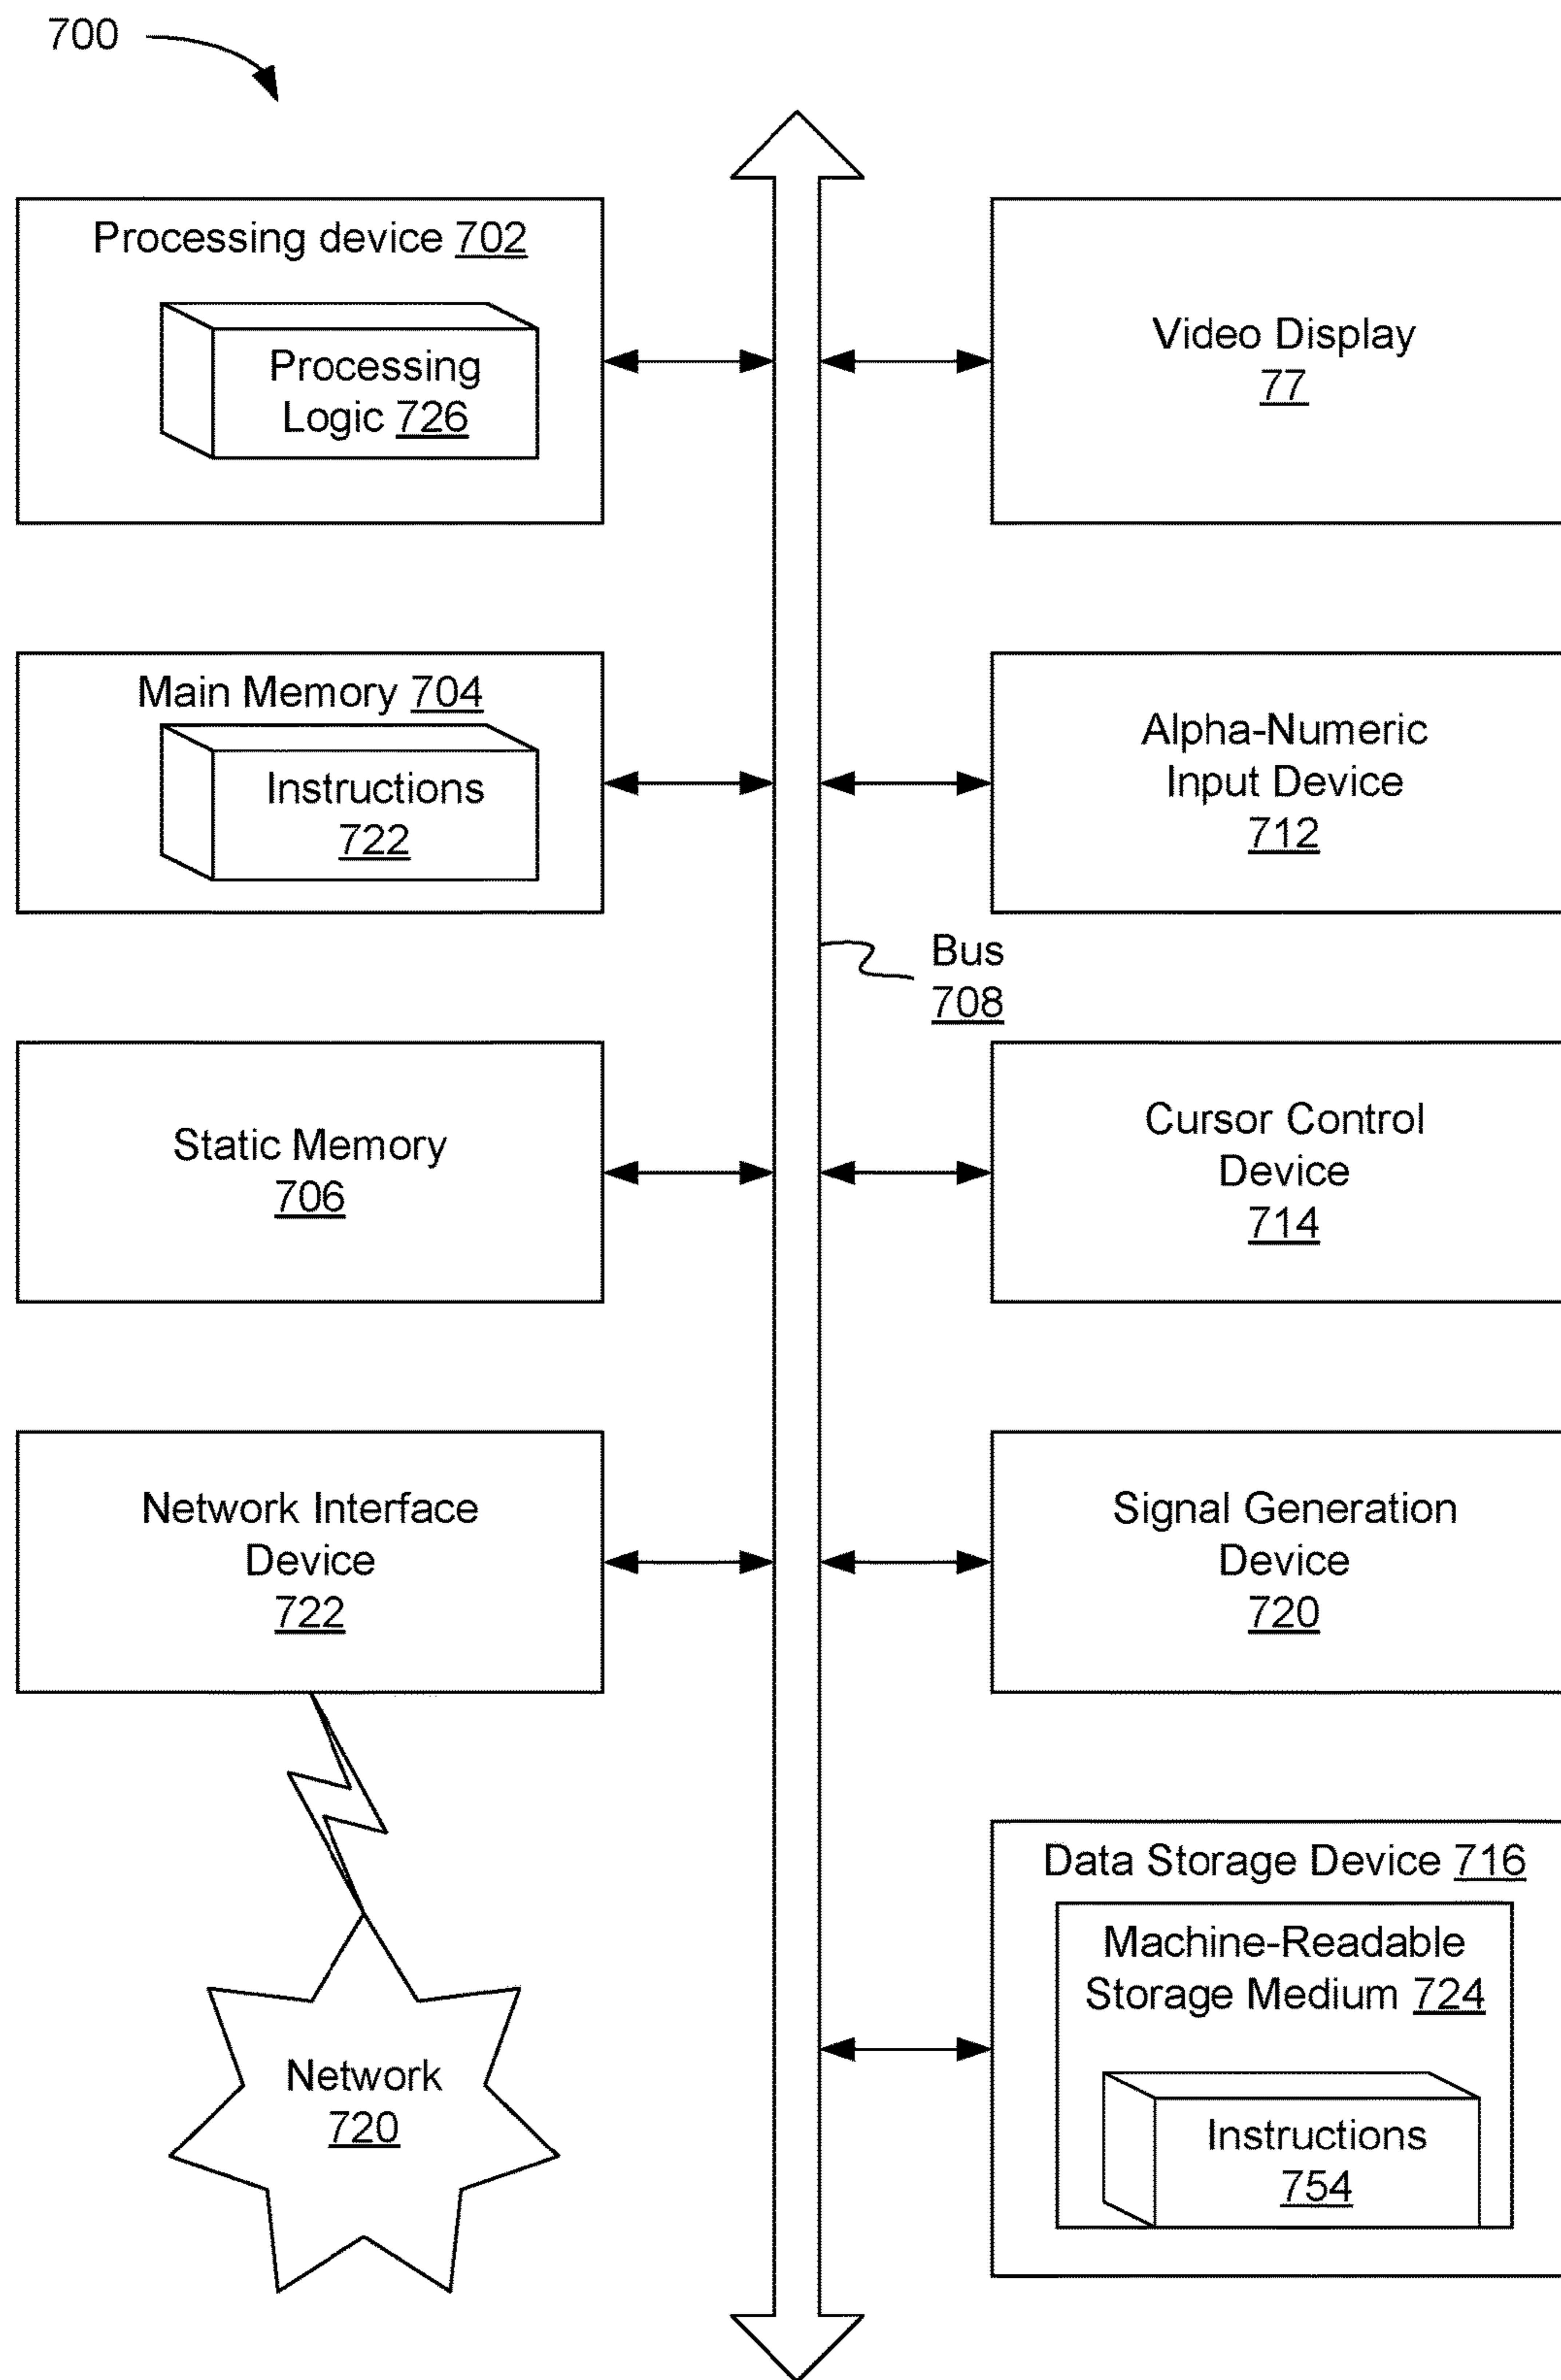 700
Processing device 702
Processing
Logic 726
Video Display
77
Main Memory 704
Instructions
722
Alpha-Numeric
Input Device
712
Bus
708
Static Memory
706
Cursor Control
Device
714
Network Interface
Device
722
Signal Generation
Device
720
Data Storage Device 716
Machine-Readable
Storage Medium 724
Instructions
754
Network
720